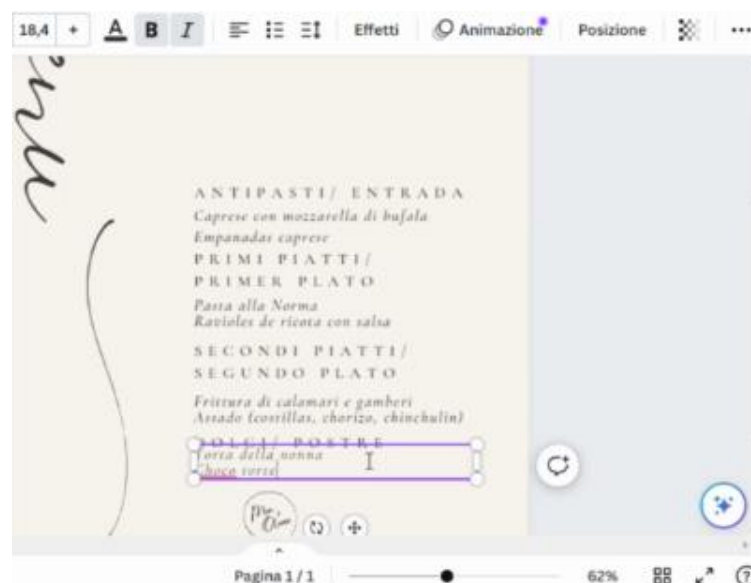 18,4 + A B I Effetti Animazione Posizione
ANTIPASTI/ ENTRADA
Caprese con mozzarella di bufala
Empanadas caprese
PRIMI PIATTI/
PRIMER PLATO
Pasta alla Norma
Ravioles de ricota con salsa
SECONDI PIATTI/
SEGUNDO PLATO
Frittura di calamari e gamberi
Assado (costillas, chorizo, chinchulin)
DOLCI/ POSTRE
Torta della nonna
Choco torte
Pagina 1 / 1 62%